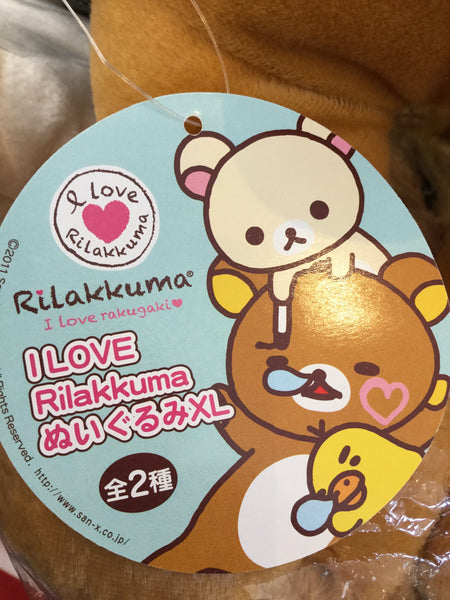 I love
Rilakkuma
Rilakkuma®
I love rakugaki♥
I LOVE
Rilakkuma
ぬいぐるみXL
全2種
©2011 S
Rights Reserved.
http://www.san-x.co.jp/